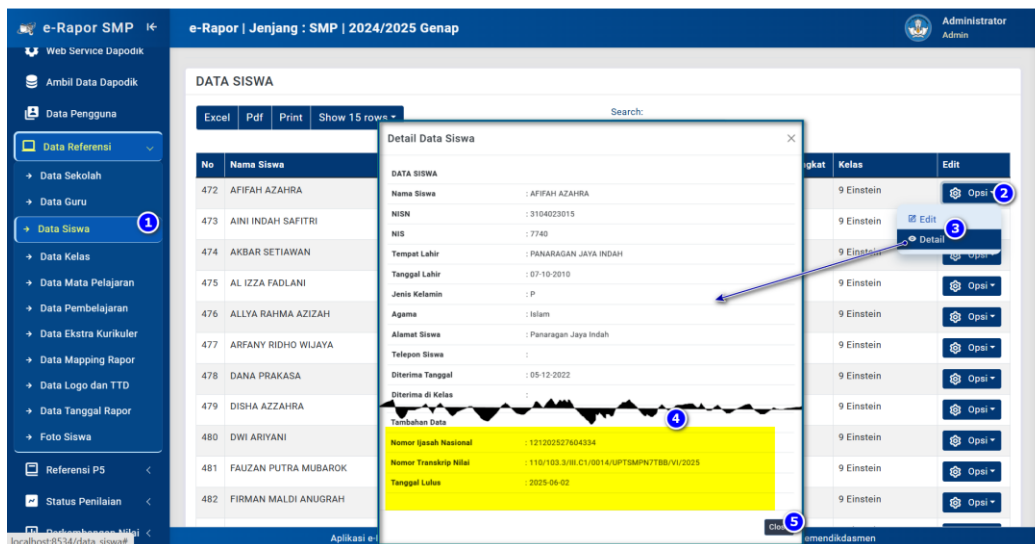 e-Rapor SMP
e-Rapor | Jenjang : SMP | 2024/2025 Genap
Administrator
Admin
Web Service Dapodik
Ambil Data Dapodik
Data Pengguna
Data Referensi
Data Sekolah
Data Guru
Data Siswa
1
Data Kelas
Data Mata Pelajaran
Data Pembelajaran
Data Ekstra Kurikuler
Data Mapping Rapor
Data Logo dan TTD
Data Tanggal Rapor
Foto Siswa
Referensi P5
Status Penilaian
Perkembangan Nilai
localhost:8534/data_siswa#
DATA SISWA
Excel Pdf Print Show 15 rows
Search:
No Nama Siswa Kelas Edit
472 AFIFAH AZAHRA 9 Einstein Opsi 2
473 AINI INDAH SAFITRI 9 Einstein
Edit
3
Detail
474 AKBAR SETIAWAN 9 Einstein Opsi
475 AL IZZA FADLANI 9 Einstein Opsi
476 ALLYA RAHMA AZIZAH 9 Einstein Opsi
477 ARFANY RIDHO WIJAYA 9 Einstein Opsi
478 DANA PRAKASA 9 Einstein Opsi
479 DISHA AZZAHRA 9 Einstein Opsi
480 DWI ARIYANI 9 Einstein Opsi
481 FAUZAN PUTRA MUBAROK 9 Einstein Opsi
482 FIRMAN MALDI ANUGRAH 9 Einstein Opsi
Detail Data Siswa
DATA SISWA
Nama Siswa : AFIFAH AZAHRA
NISN : 3104023015
NIS : 7740
Tempat Lahir : PANARAGAN JAYA INDAH
Tanggal Lahir : 07-10-2010
Jenis Kelamin : P
Agama : Islam
Alamat Siswa : Panaragan Jaya Indah
Telepon Siswa :
Diterima Tanggal : 05-12-2022
Diterima di Kelas :
4
Tambahan Data
Nomor Ijasah Nasional : 121202527604334
Nomor Transkrip Nilai : 110/103.3/III.C1/0014/UPTSMPN7TBB/VI/2025
Tanggal Lulus : 2025-06-02
5
Aplikasi